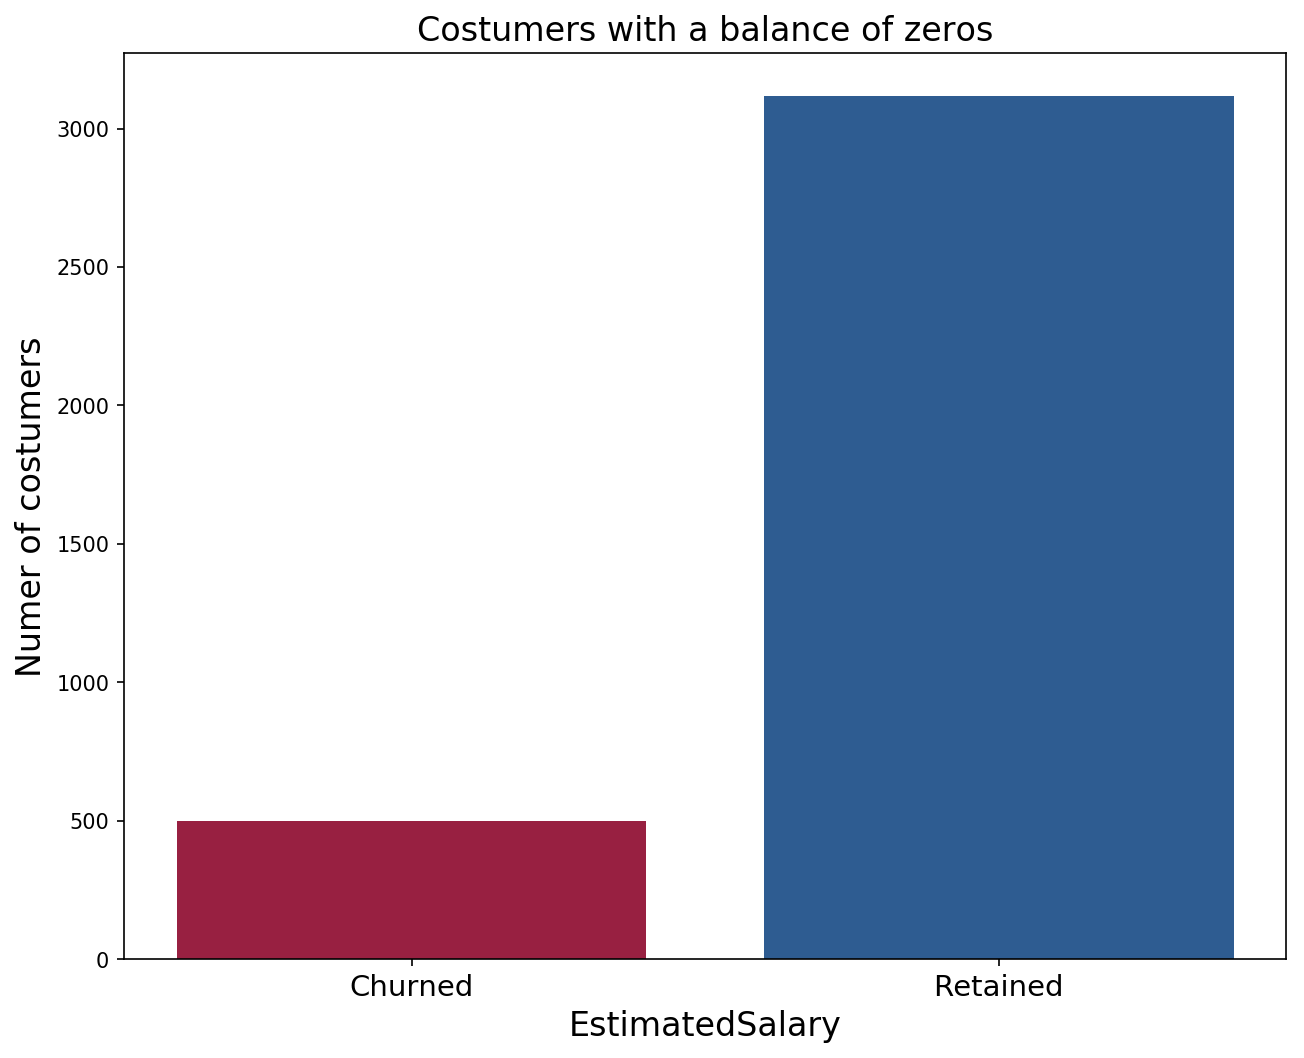 Costumers with a balance of zeros
Numer of costumers
3000
2500
2000
1500
1000
500
0
Churned
Retained
EstimatedSalary